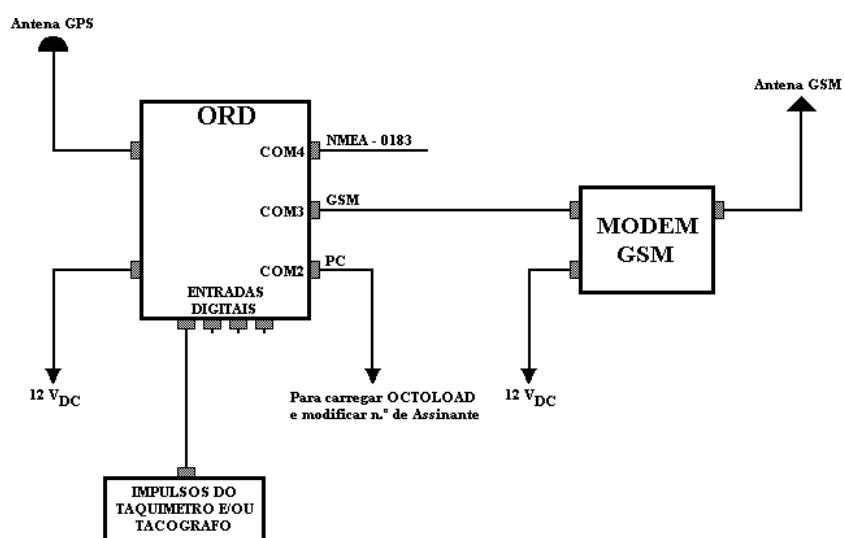 Antena GPS
Antena GSM
ORD
COM4
NMEA - 0183
COM3
GSM
MODEM
GSM
COM2
PC
ENTRADAS
DIGITAIS
12 VDC
Para carregar OCTOLOAD
e modificar n.º de Assinante
12 VDC
IMPULSOS DO
TAQUIMETRO E/OU
TACOGRAFO